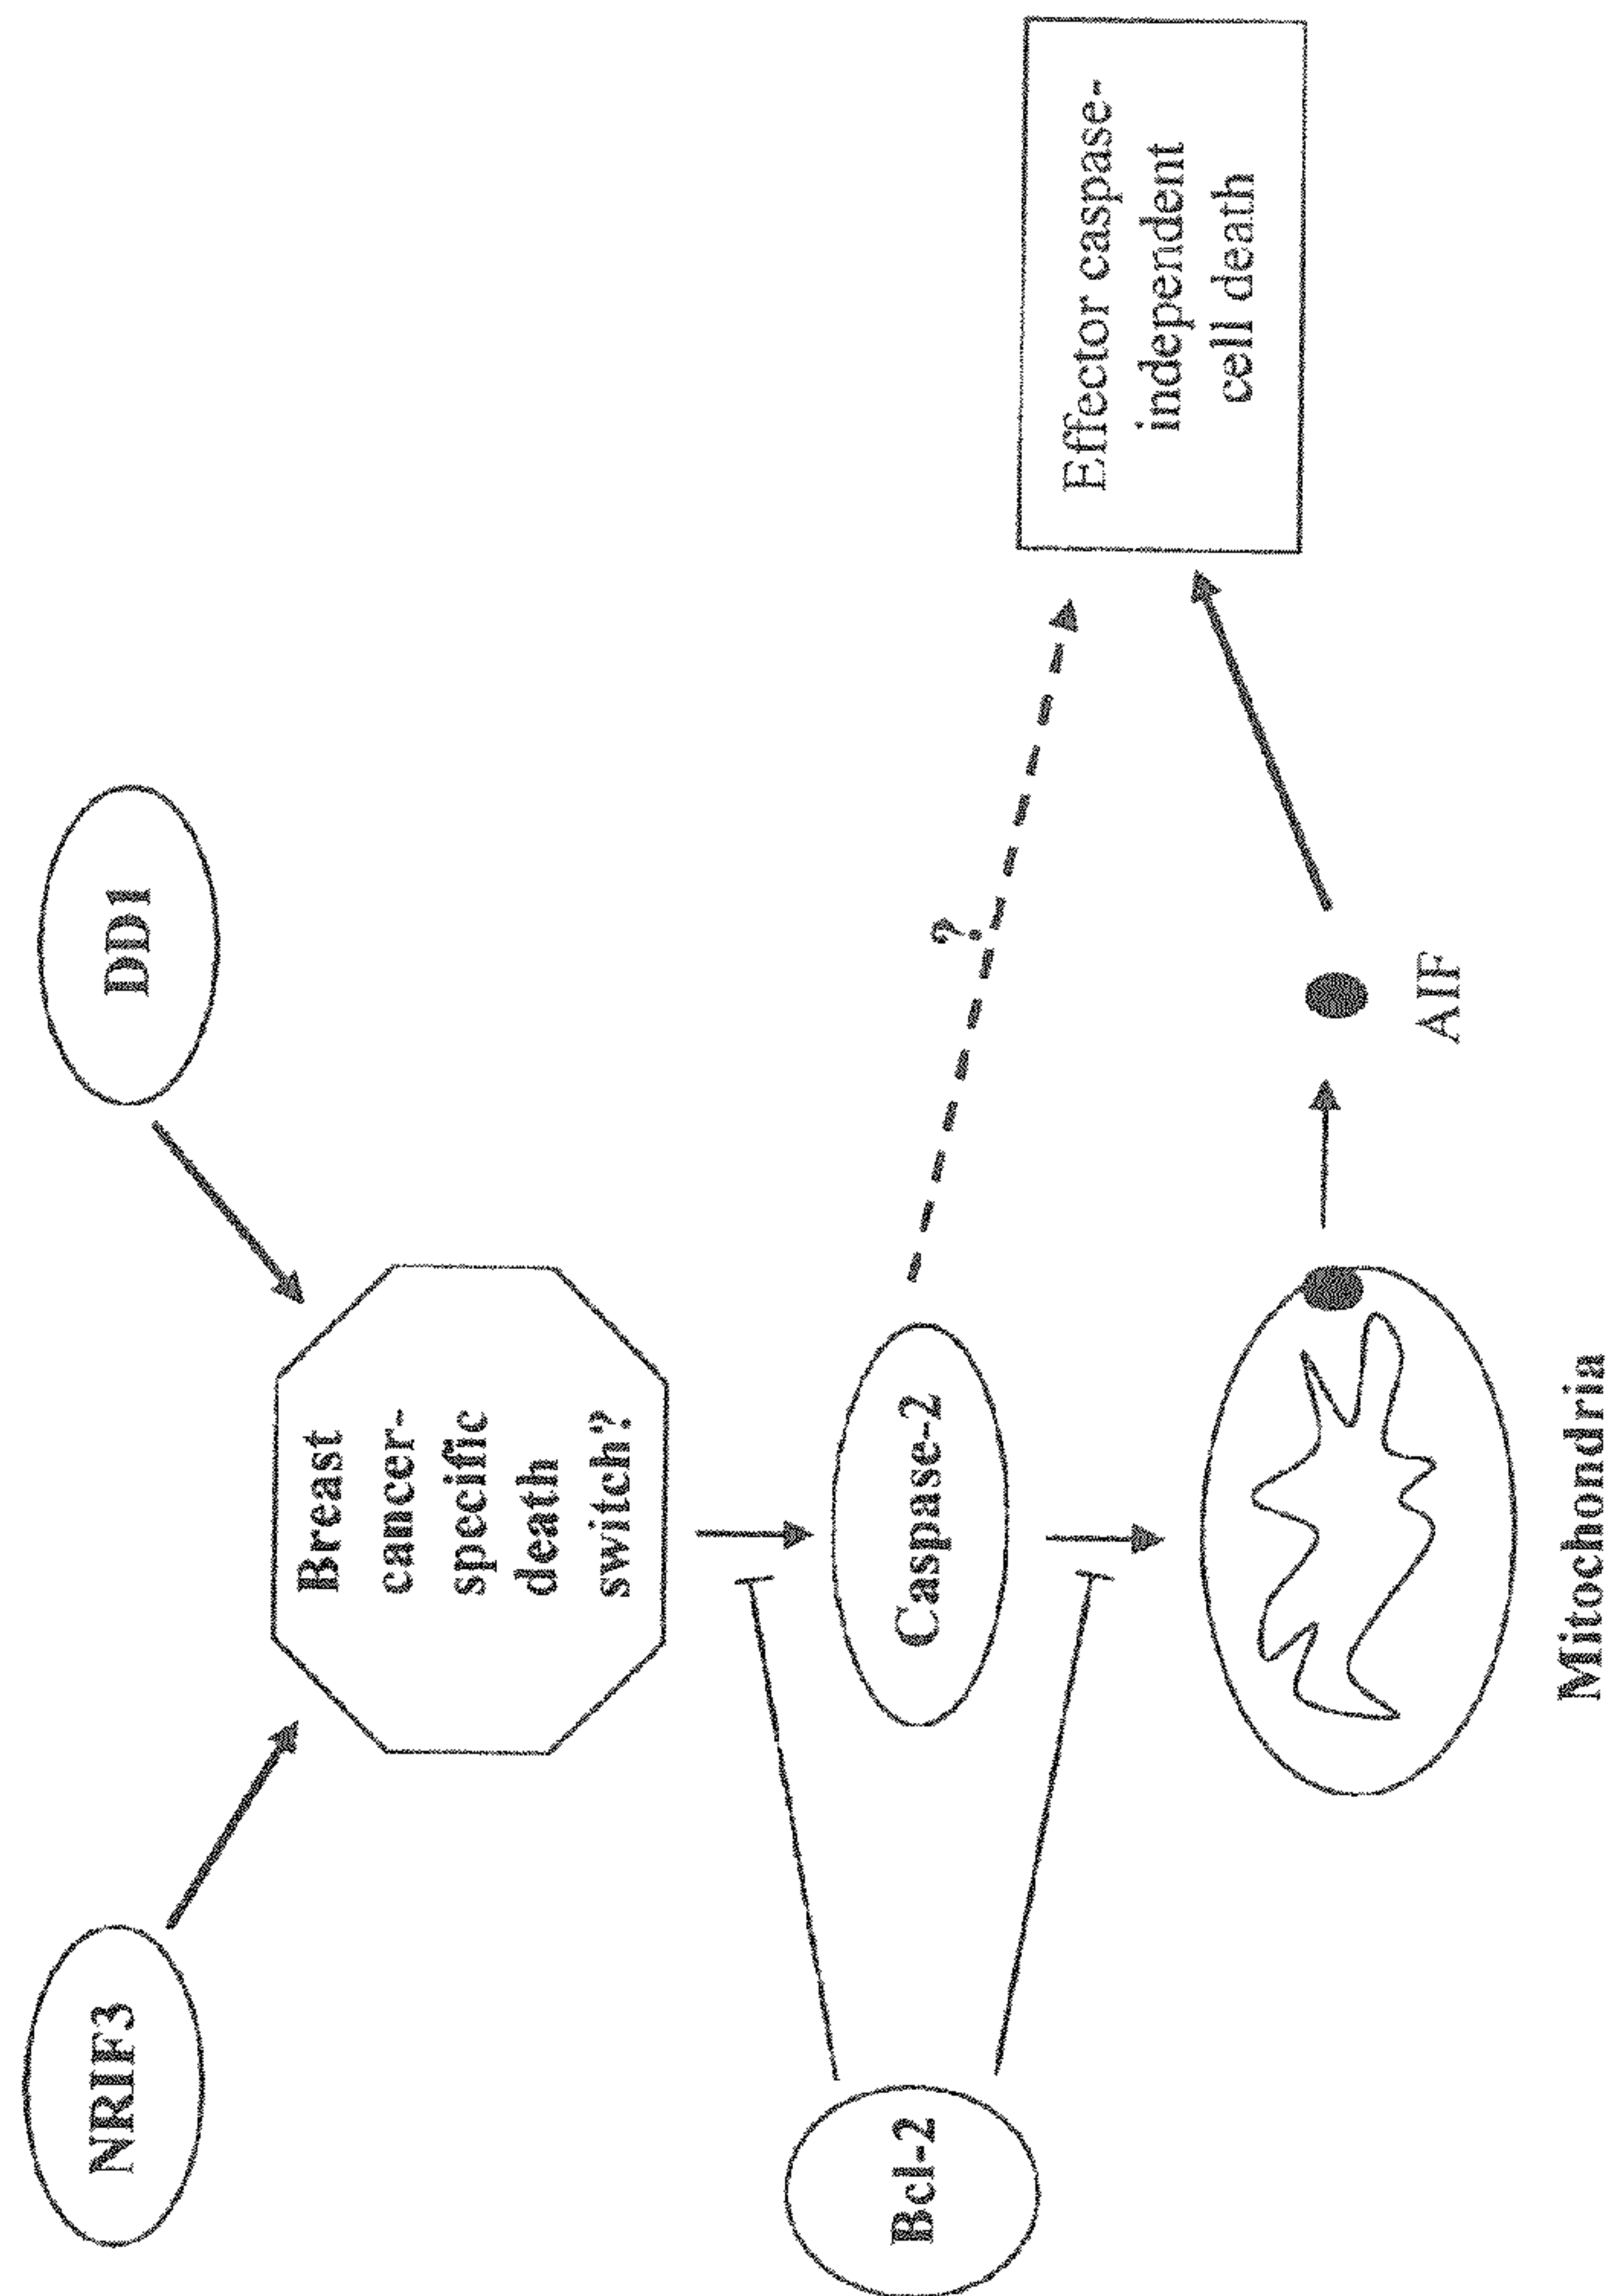 NRIF3
DD1
Breast
cancer-
specific
death
switch?
Bcl-2
Caspase-2
?
Effector caspase-
independent
cell death
AIF
Mitochondria